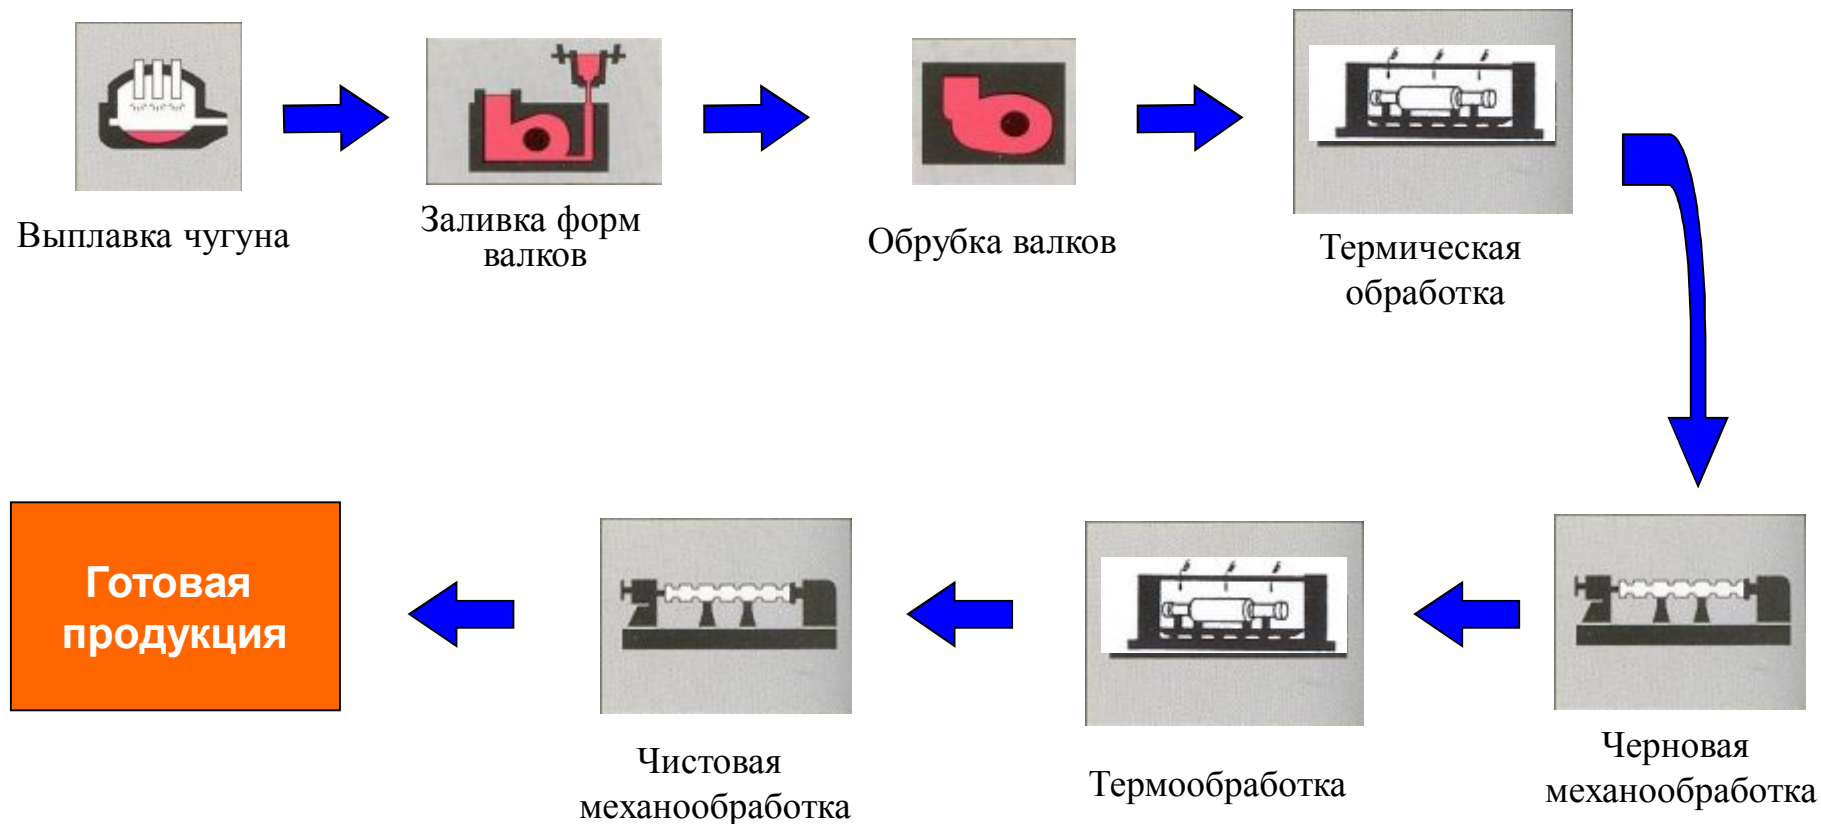 Выплавка чугуна
Заливка форм
валков
Обрубка валков
Термическая
обработка
Готовая
продукция
Чистовая
механообработка
Термообработка
Черновая
механообработка